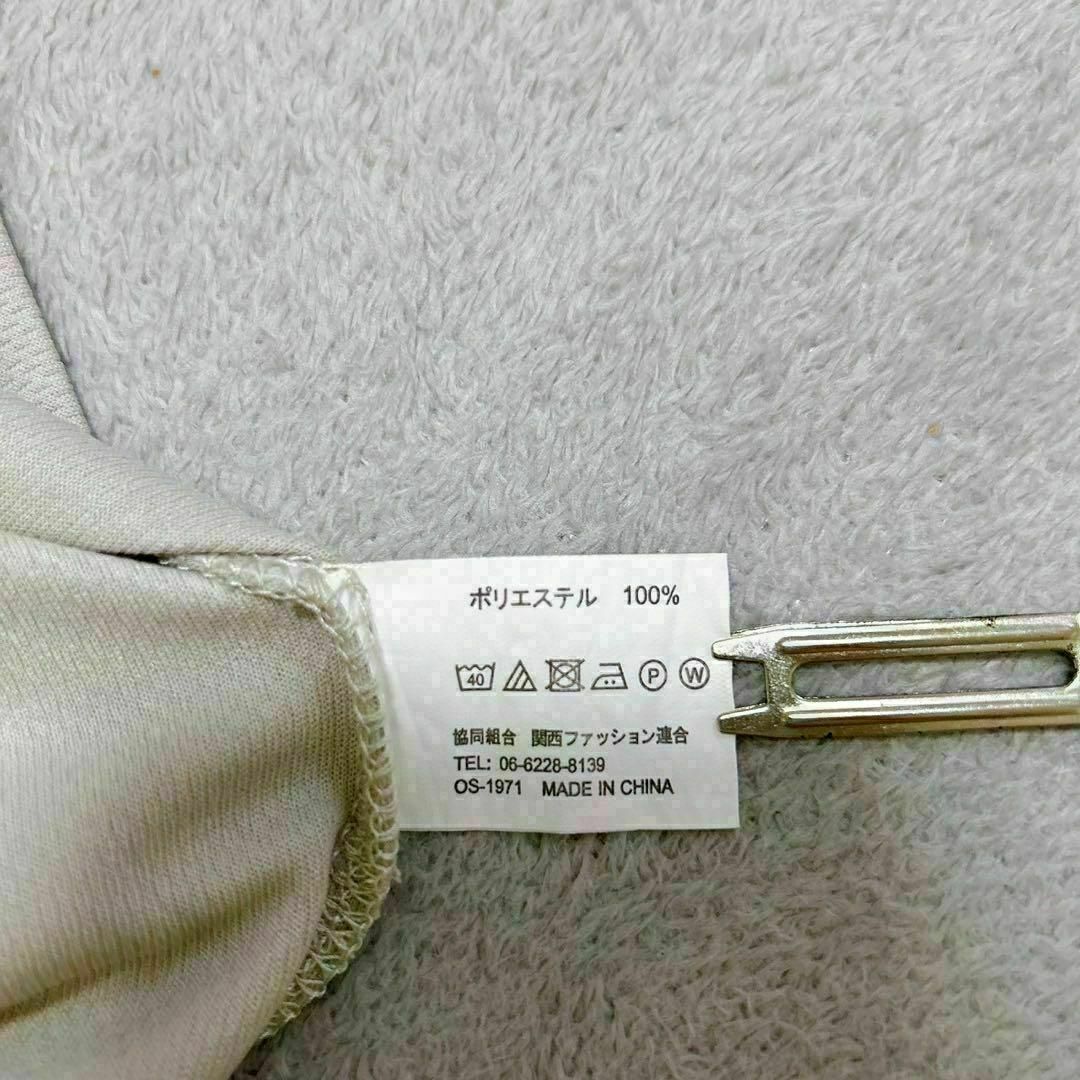 ポリエステル 100%
40 P W
協同組合 関西ファッション連合
TEL: 06-6228-8139
OS-1971 MADE IN CHINA